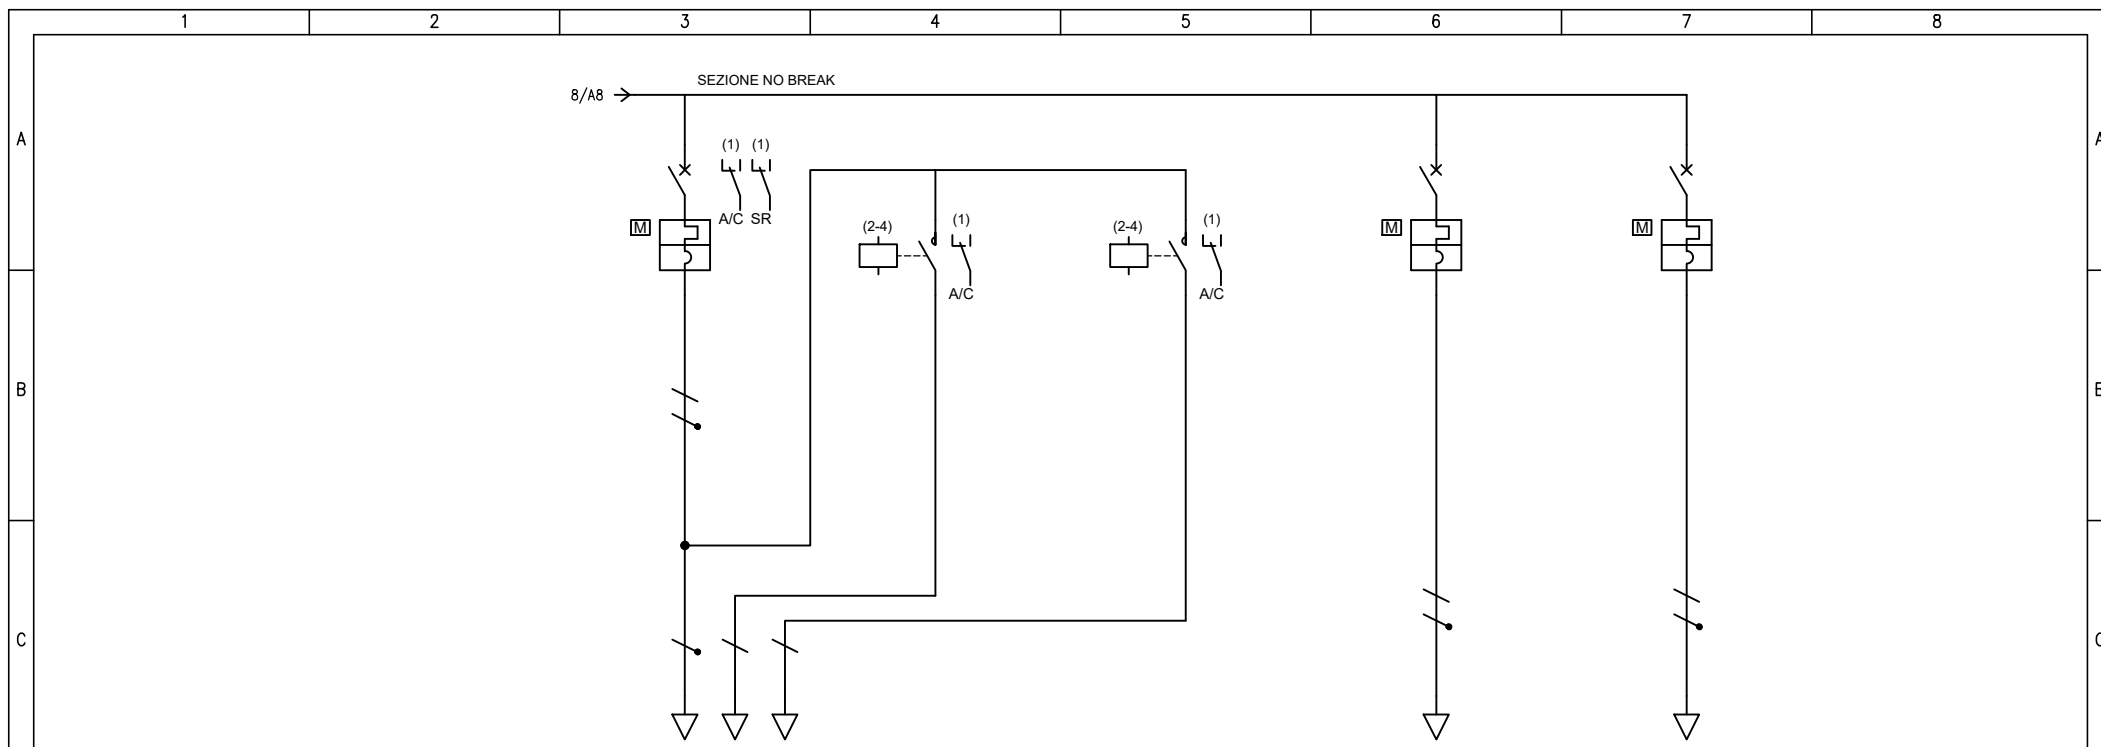 1 2 3 4 5 6 7 8
SEZIONE NO BREAK
8/A8
A A
(1) (1)
A/C SR
(2-4) (1) (2-4) (1)
M M M
A/C A/C
B B
C C